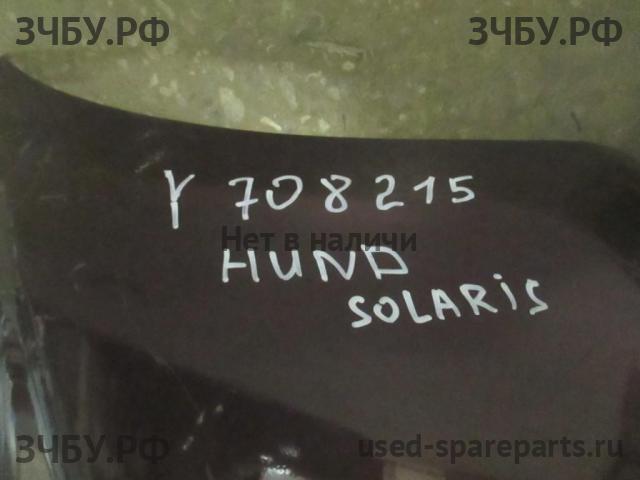 ЗЧБУ.РФ ЗЧБУ.РФ
Y 708215
Нет в наличии
HUND
SOLARIS
ЗЧБУ.РФ used-spareparts.ru